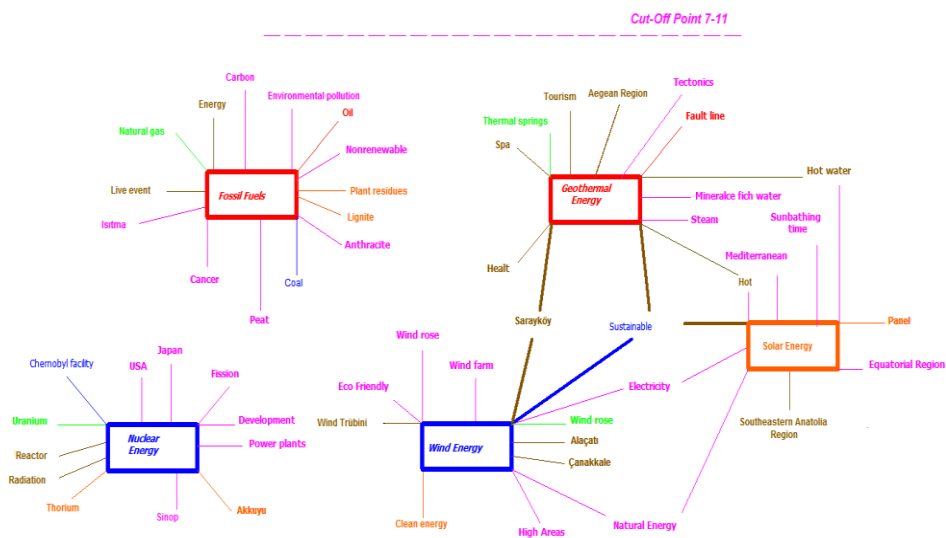 Cut-Off Point 7-11
Carbon
Energy
Environmental pollution
Oil
Natural gas
Nonrenewable
Live event
Fossil Fuels
Plant residues
Lignite
Isıtma
Anthracite
Cancer
Coal
Peat
Tectonics
Tourism
Aegean Region
Thermal springs
Fault line
Spa
Hot water
Geothermal
Energy
Mineralce fich water
Steam
Sunbathing
time
Mediterranean
Healt
Hot
Sarayköy
Sustainable
Panel
Solar Energy
Equatorial Region
Southeastern Anatolia
Region
Electricity
Japan
Chernobyl facility
USA
Fission
Uranium
Development
Nuclear
Energy
Power plants
Reactor
Radiation
Thorium
Sinop
Akkuyu
Wind rose
Wind farm
Eco Friendly
Wind Trübini
Wind rose
Wind Energy
Alaçatı
Çanakkale
Clean energy
High Areas
Natural Energy